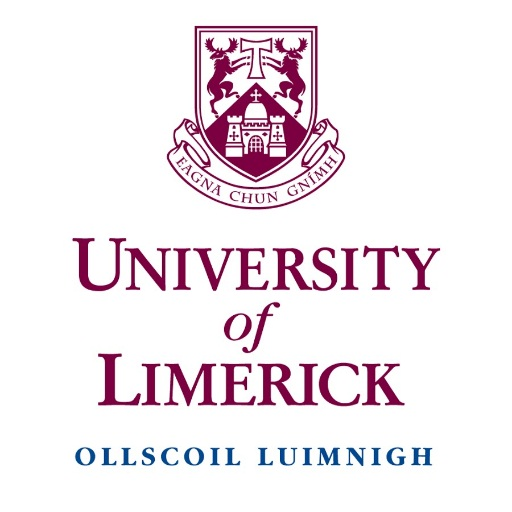 EAGNA CHUN GNÍMH
UNIVERSITY
of
LIMERICK
OLLSCOIL LUIMNIGH